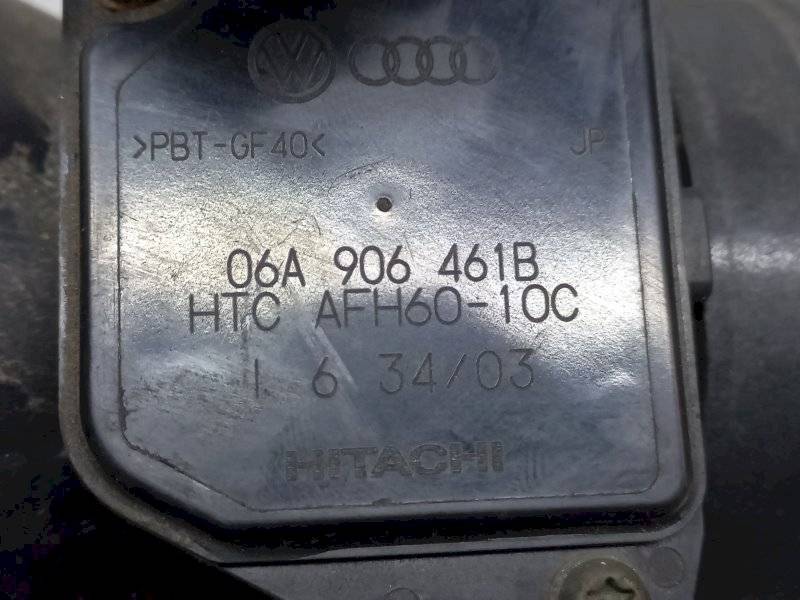 >PBT-GF40< JP
06A 906 461B
HTC AFH60-10C
1 6 34/03
HITACHI